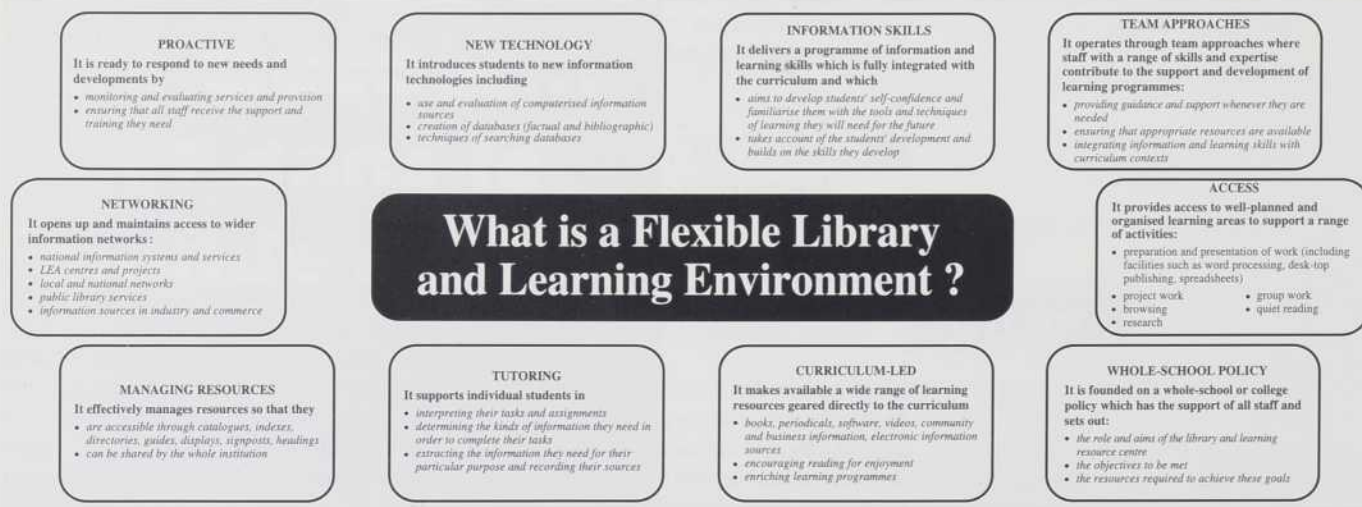 PROACTIVE
It is ready to respond to new needs and
developments by
• monitoring and evaluating services and provision
• ensuring that all staff receive the support and
training they need
NEW TECHNOLOGY
It introduces students to new information
technologies including
• use and evaluation of computerised information
sources
• creation of databases (factual and bibliographic)
• techniques of searching databases
INFORMATION SKILLS
It delivers a programme of information and
learning skills which is fully integrated with
the curriculum and which
• aims to develop students' self-confidence and
familiarise them with the tools and techniques
of learning they will need for the future
• takes account of the students' development and
builds on the skills they develop
TEAM APPROACHES
It operates through team approaches where
staff with a range of skills and expertise
contribute to the support and development of
learning programmes:
• providing guidance and support whenever they are
needed
• ensuring that appropriate resources are available
• integrating information and learning skills with
curriculum contexts
NETWORKING
It opens up and maintains access to wider
information networks:
• national information systems and services
• LEA centres and projects
• local and national networks
• public library services
• information sources in industry and commerce
What is a Flexible Library
and Learning Environment ?
ACCESS
It provides access to well-planned and
organised learning areas to support a range
of activities:
• preparation and presentation of work (including
facilities such as word processing, desk-top
publishing, spreadsheets)
• project work • group work
• browsing • quiet reading
• research
MANAGING RESOURCES
It effectively manages resources so that they
• are accessible through catalogues, indexes,
directories, guides, displays, signposts, headings
• can be shared by the whole institution
TUTORING
It supports individual students in
• interpreting their tasks and assignments
• determining the kinds of information they need in
order to complete their tasks
• extracting the information they need for their
particular purpose and recording their sources
CURRICULUM-LED
It makes available a wide range of learning
resources geared directly to the curriculum
• books, periodicals, software, videos, community
and business information, electronic information
sources
• encouraging reading for enjoyment
• enriching learning programmes
WHOLE-SCHOOL POLICY
It is founded on a whole-school or college
policy which has the support of all staff and
sets out:
• the role and aims of the library and learning
resource centre
• the objectives to be met
• the resources required to achieve these goals